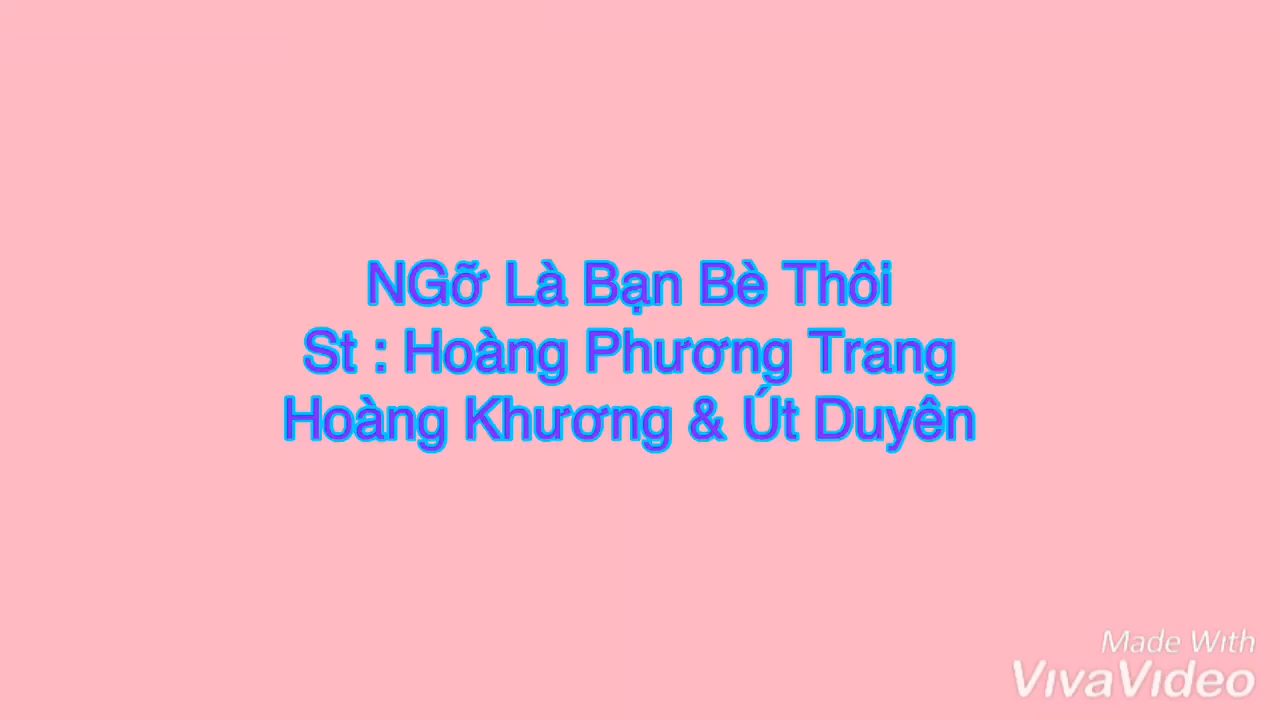 NGỡ Là Bạn Bè Thôi
St : Hoàng Phương Trang
Hoàng Khương & Út Duyên
Made With
VivaVideo